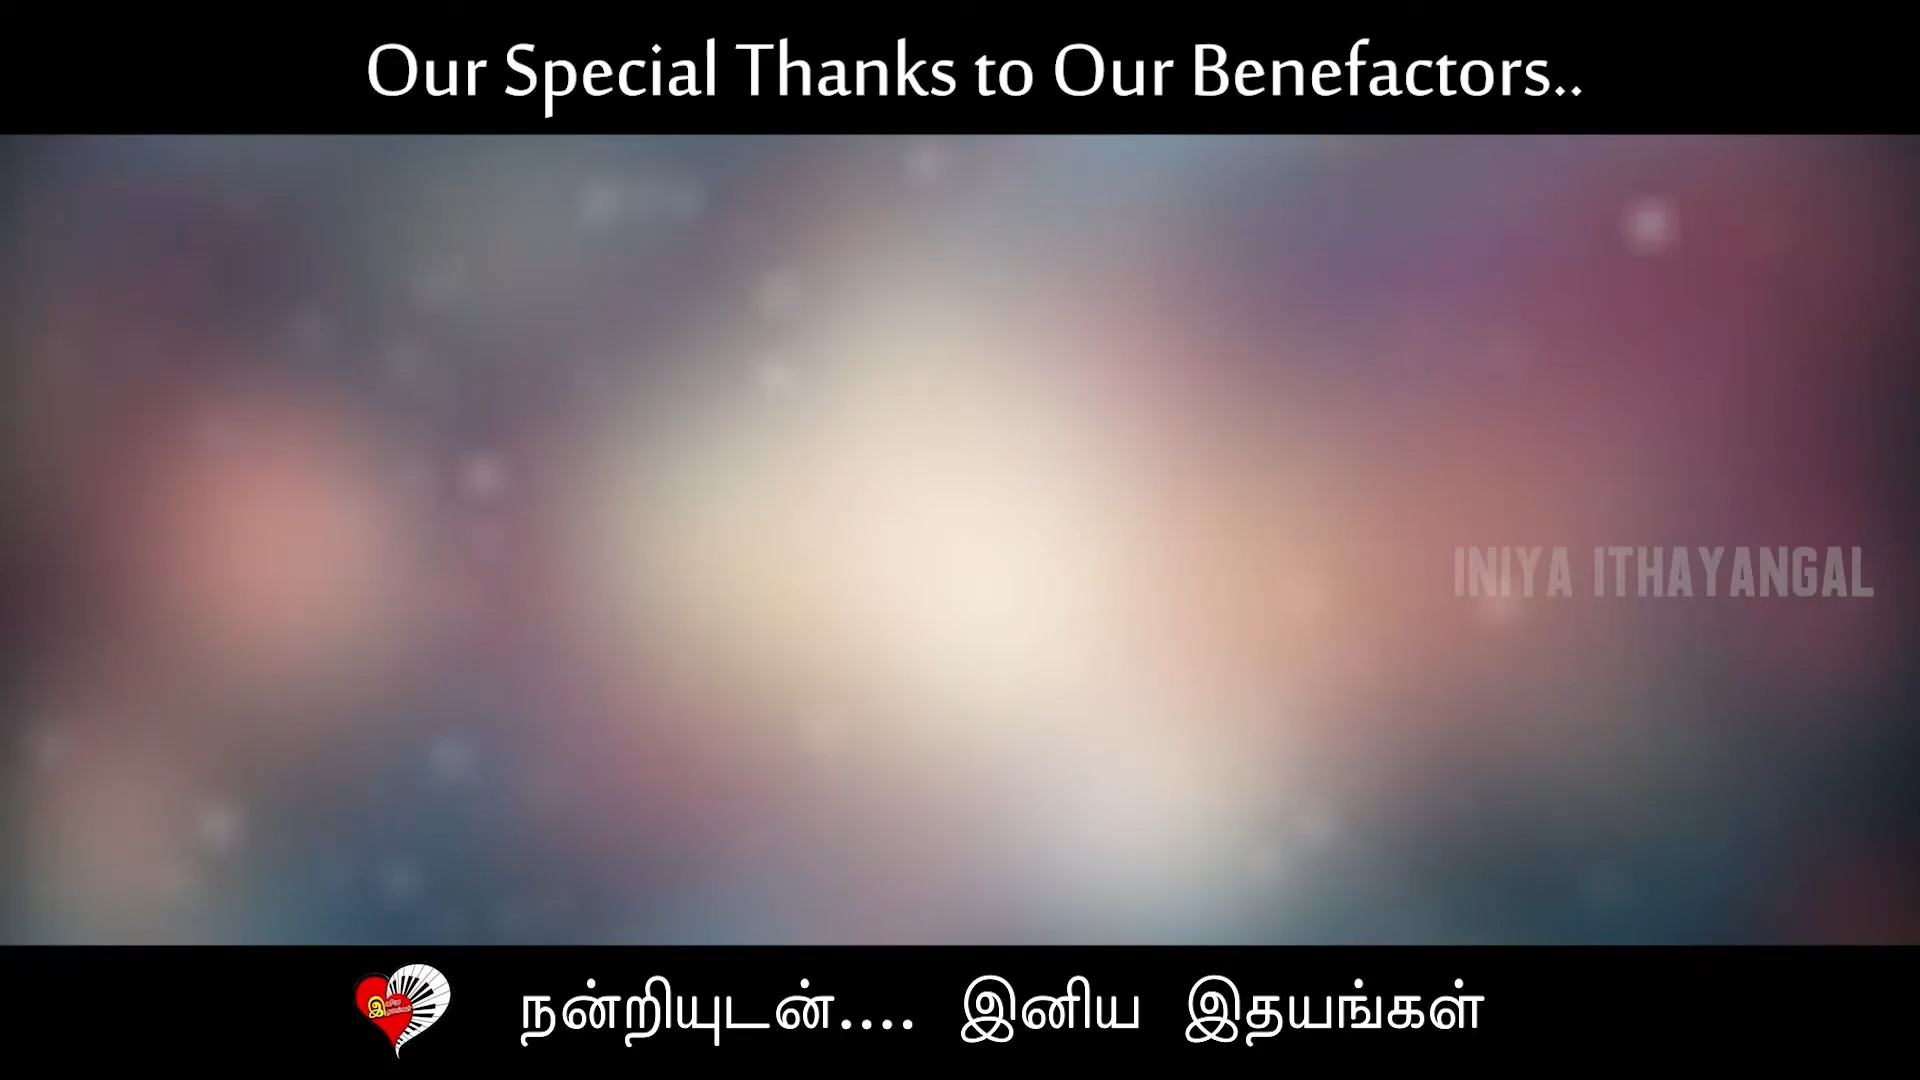 Our Special Thanks to Our Benefactors..
INIYA ITHAYANGAL
நன்றியுடன்.... இனிய இதயங்கள்